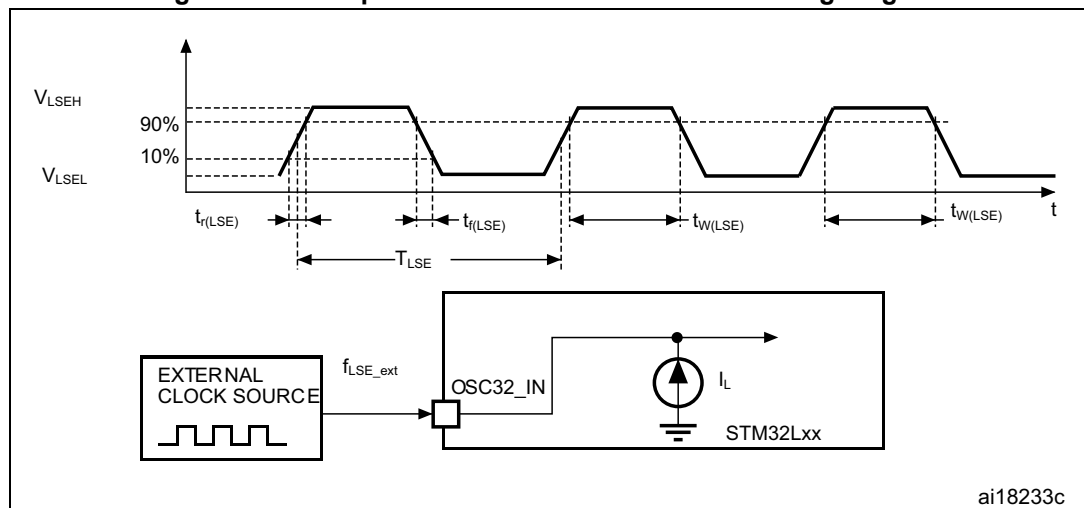 V_LSEH
90%
10%
V_LSEL
t_r(LSE)
t_f(LSE)
t_W(LSE)
t_W(LSE)
t
T_LSE
EXTERNAL
CLOCK SOURCE
f_LSE_ext
OSC32_IN
I_L
STM32Lxx
ai18233c